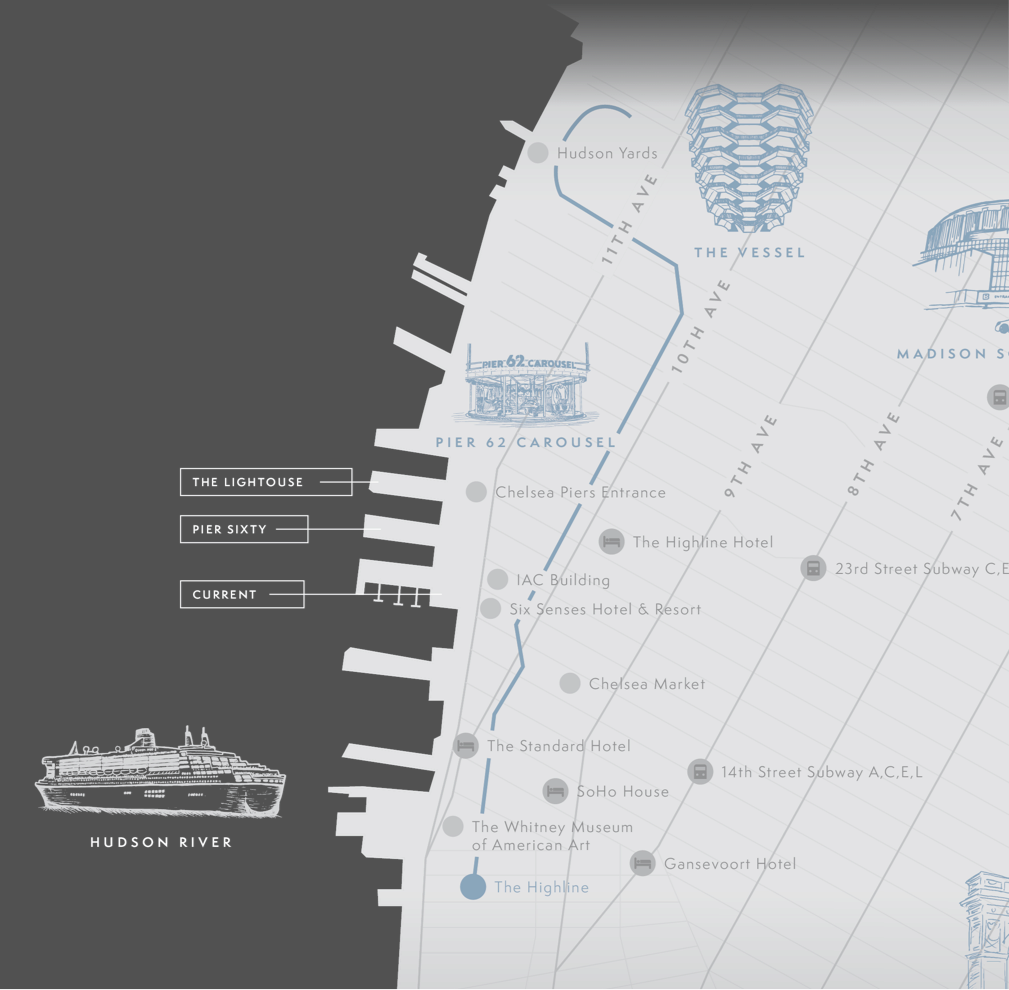 Hudson Yards
11TH AVE
THE VESSEL
10TH AVE
MADISON S
PIER 62 CAROUSEL
PIER 62 CAROUSEL
9TH AVE
8TH AVE
7TH AVE
THE LIGHTOUSE
Chelsea Piers Entrance
PIER SIXTY
The Highline Hotel
23rd Street Subway C,E
IAC Building
CURRENT
Six Senses Hotel & Resort
Chelsea Market
The Standard Hotel
14th Street Subway A,C,E,L
SoHo House
The Whitney Museum
of American Art
HUDSON RIVER
Gansevoort Hotel
The Highline